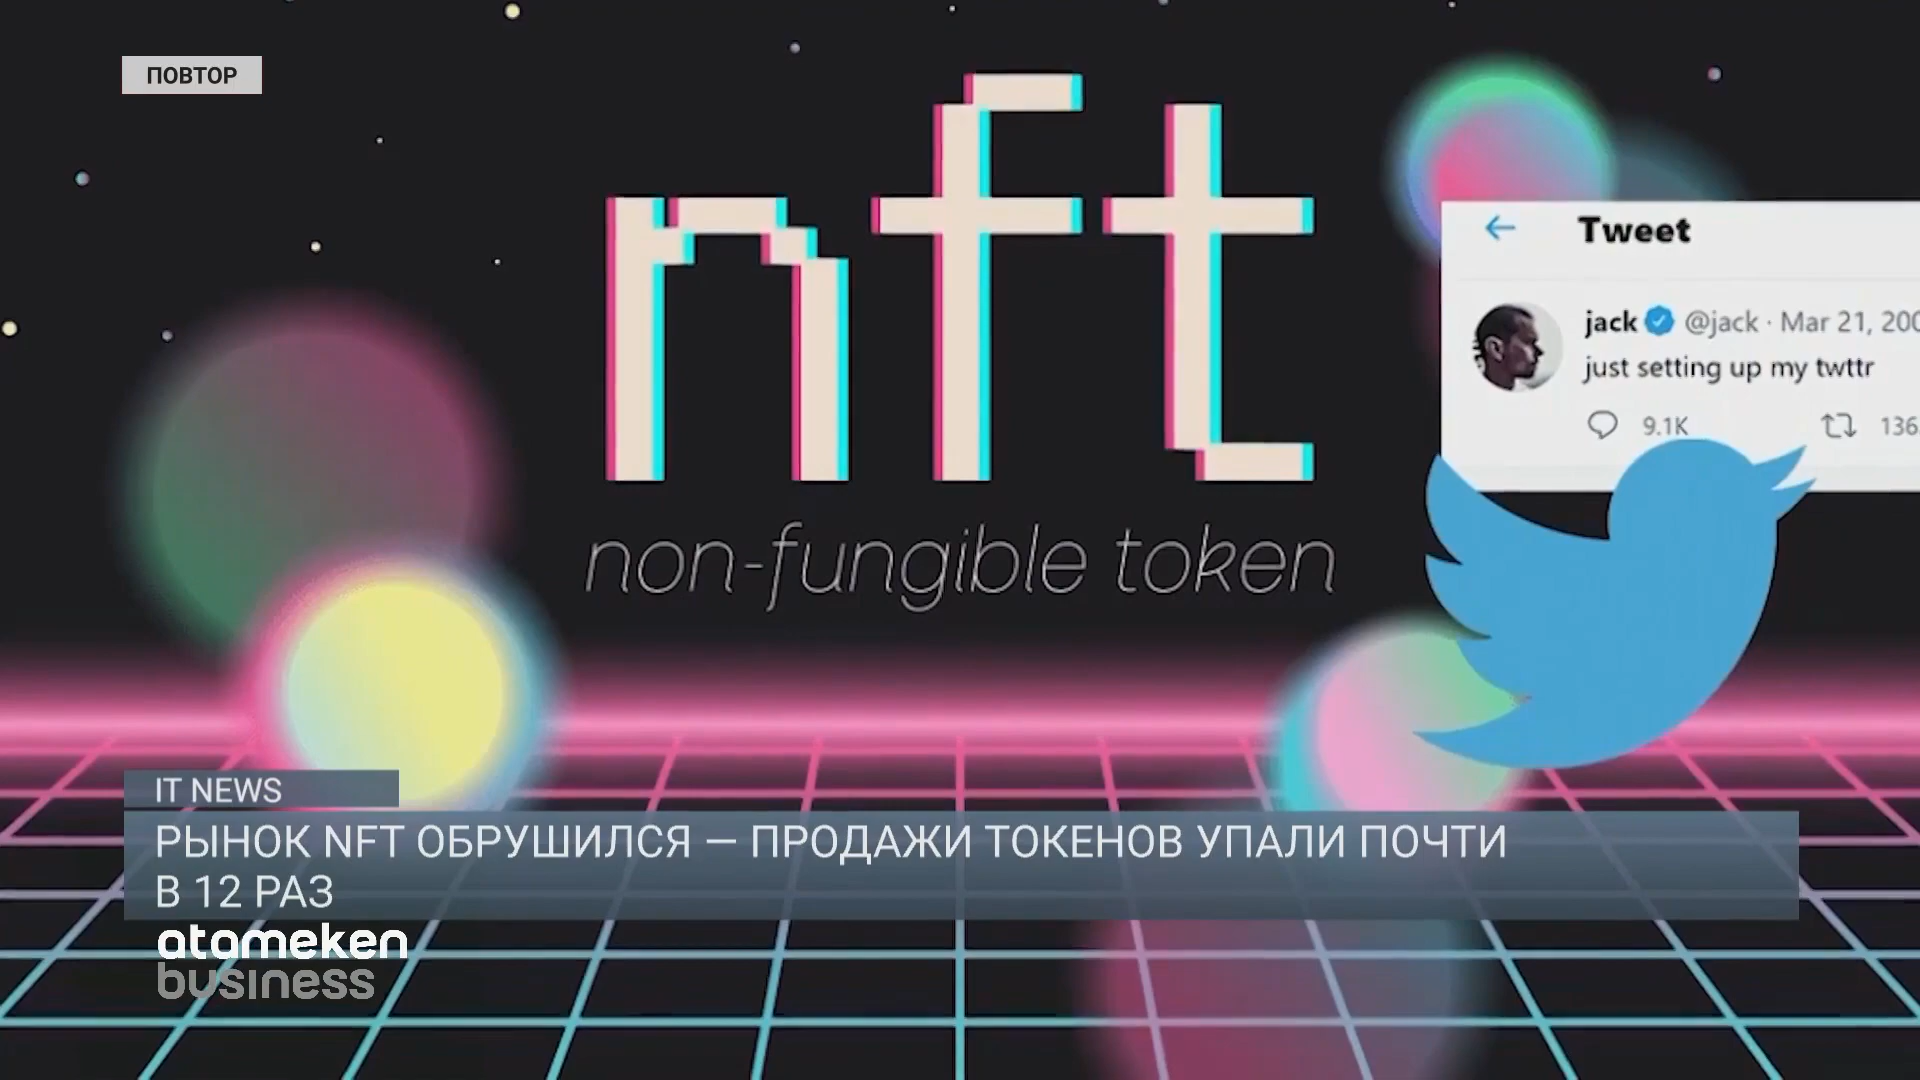 ПОВТОР
nft
non-fungible token
Tweet
jack @jack · Mar 21, 200
just setting up my twttr
9.1K 136
IT NEWS
РЫНОК NFT ОБРУШИЛСЯ — ПРОДАЖИ ТОКЕНОВ УПАЛИ ПОЧТИ
В 12 РАЗ
atameken
business